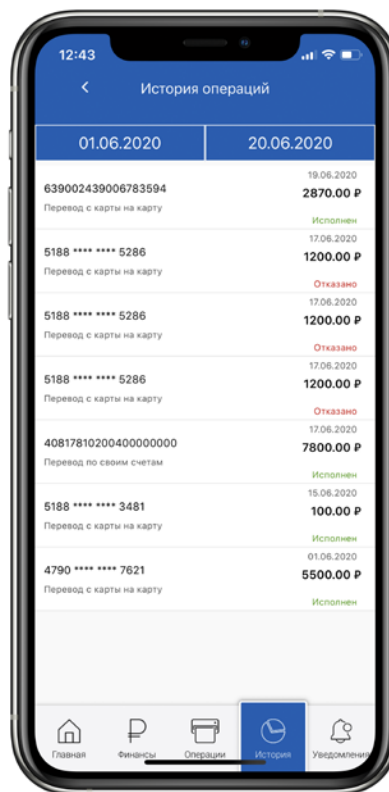 12:43
История операций
01.06.2020 20.06.2020
19.06.2020
639002439006783594 2870.00 ₽
Перевод с карты на карту
Исполнен
17.06.2020
5188 **** **** 5286 1200.00 ₽
Перевод с карты на карту
Отказано
17.06.2020
5188 **** **** 5286 1200.00 ₽
Перевод с карты на карту
Отказано
17.06.2020
5188 **** **** 5286 1200.00 ₽
Перевод с карты на карту
Отказано
17.06.2020
40817810200400000000 7800.00 ₽
Перевод по своим счетам
Исполнен
15.06.2020
5188 **** **** 3481 100.00 ₽
Перевод с карты на карту
Исполнен
01.06.2020
4790 **** **** 7621 5500.00 ₽
Перевод с карты на карту
Исполнен
Главная Финансы Операции История Уведомления